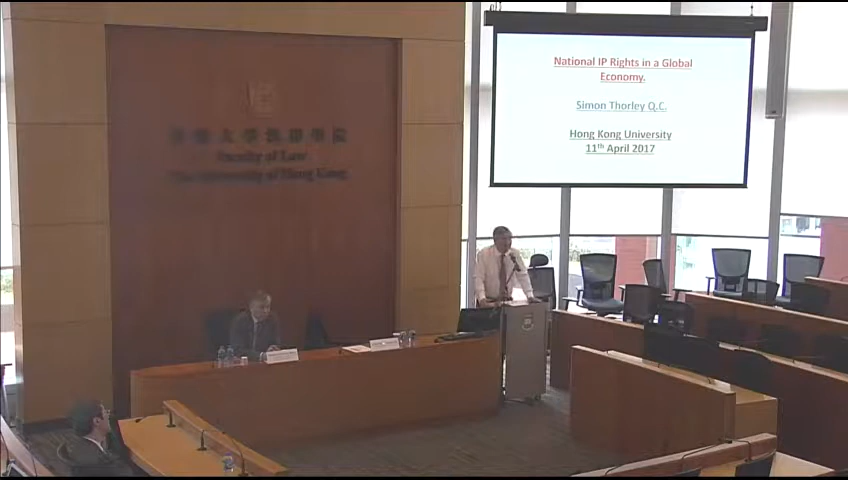 National IP Rights in a Global
Economy.
Simon Thorley Q.C.
Hong Kong University
11th April 2017
Faculty of Law
The University of Hong Kong